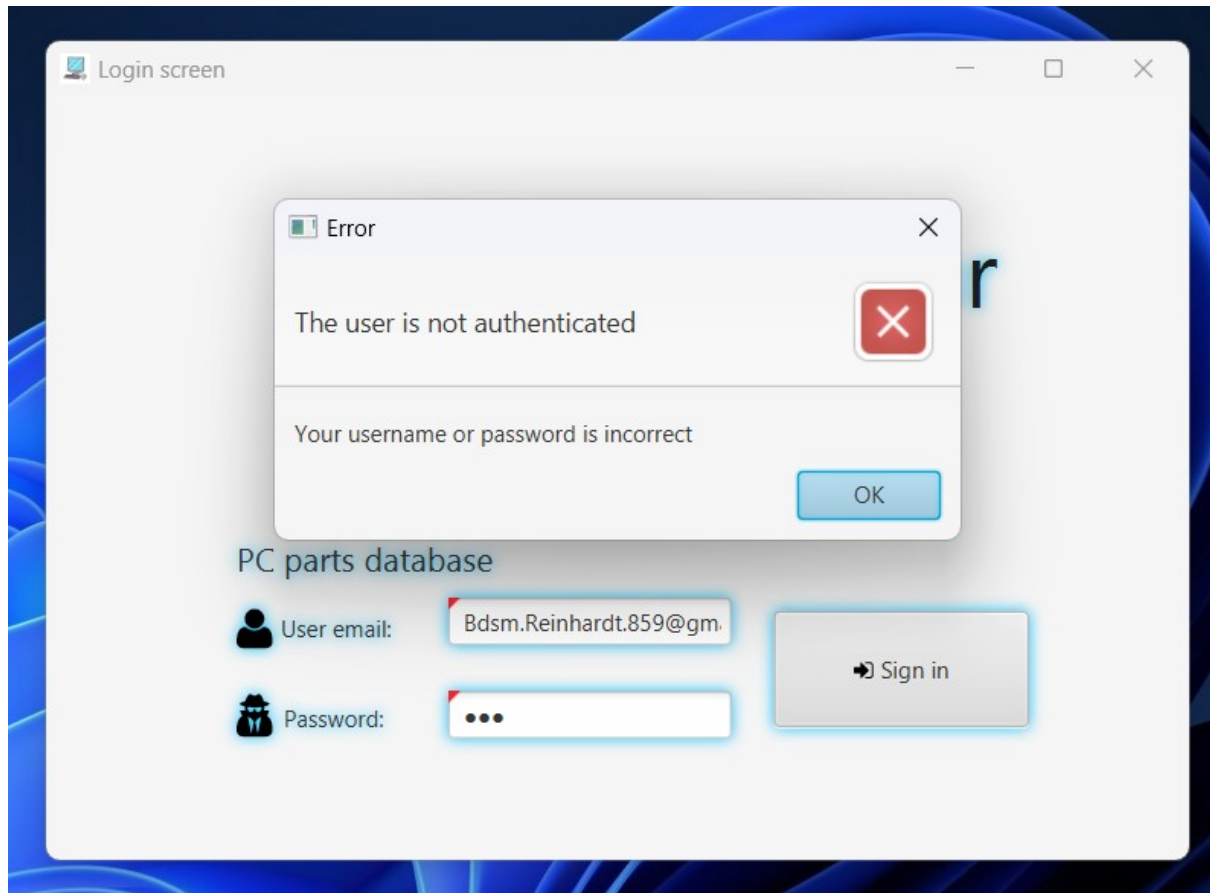 Login screen
Error
r
The user is not authenticated
Your username or password is incorrect
OK
PC parts database
User email: Bdsm.Reinhardt.859@gm
Password: •••
Sign in